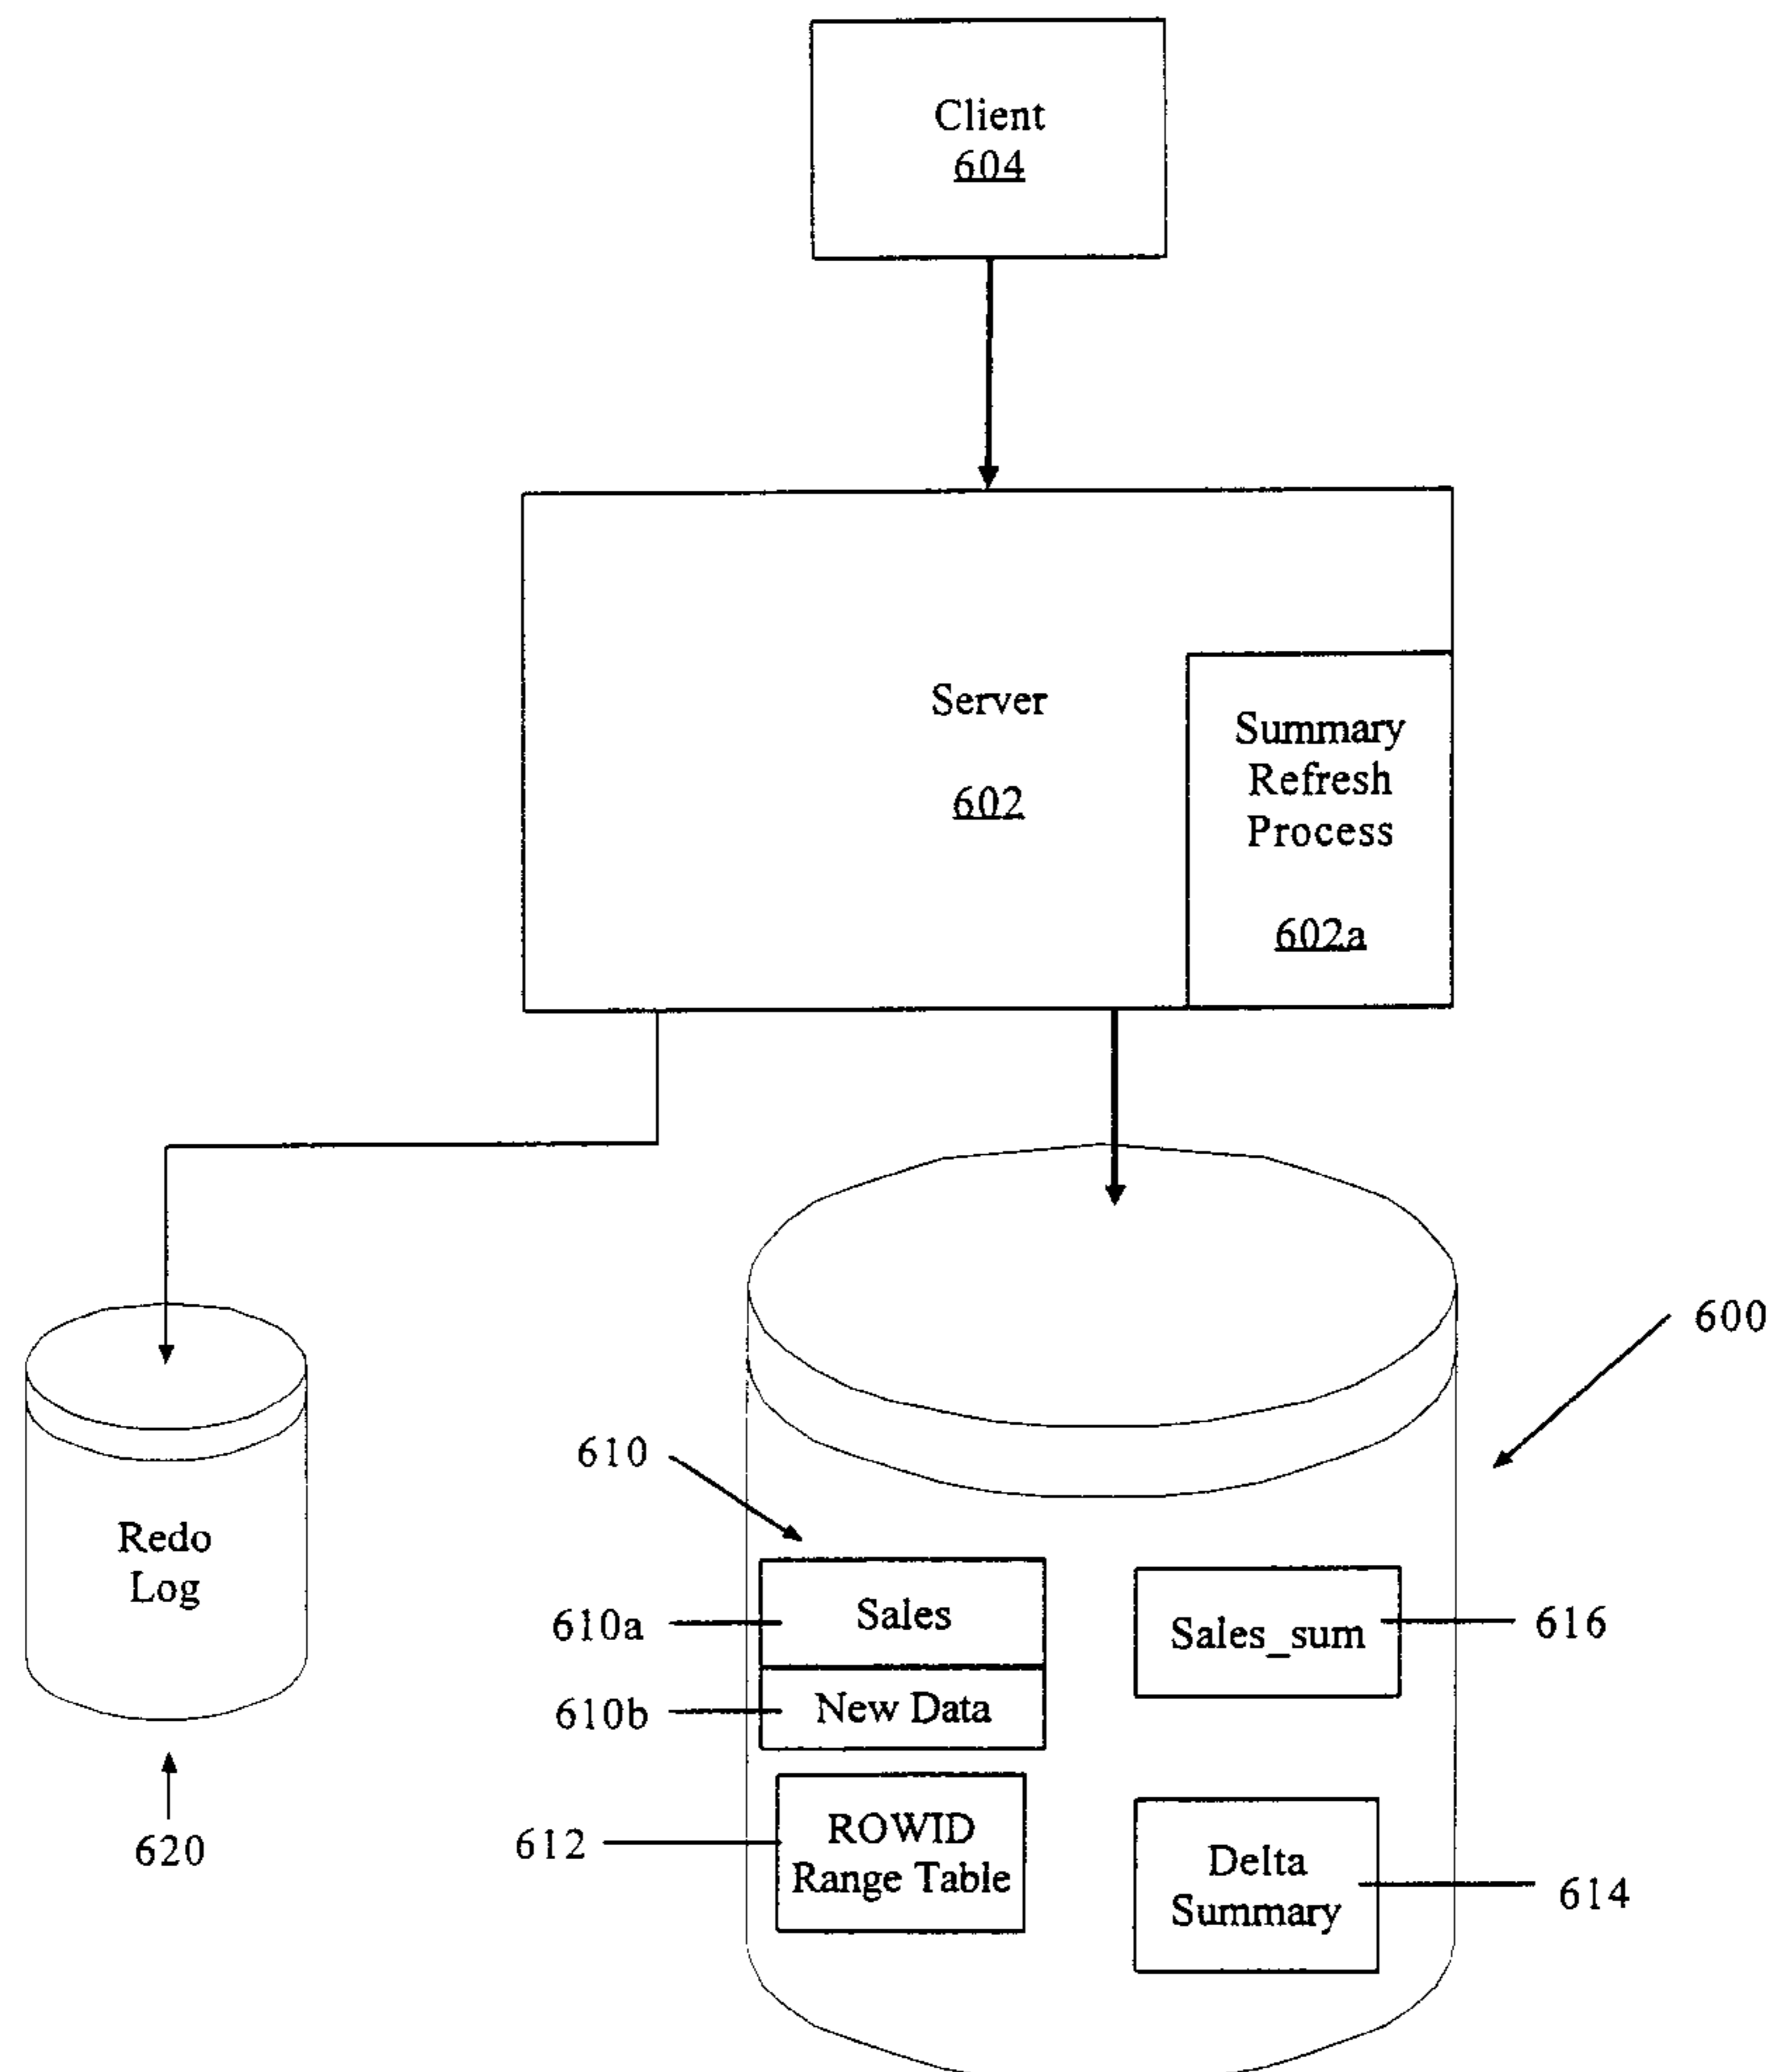 Client
604
Server
602
Summary
Refresh
Process
602a
600
610
Redo
Log
610a
Sales
Sales_sum
616
610b
New Data
620
612
ROWID
Range Table
Delta
Summary
614